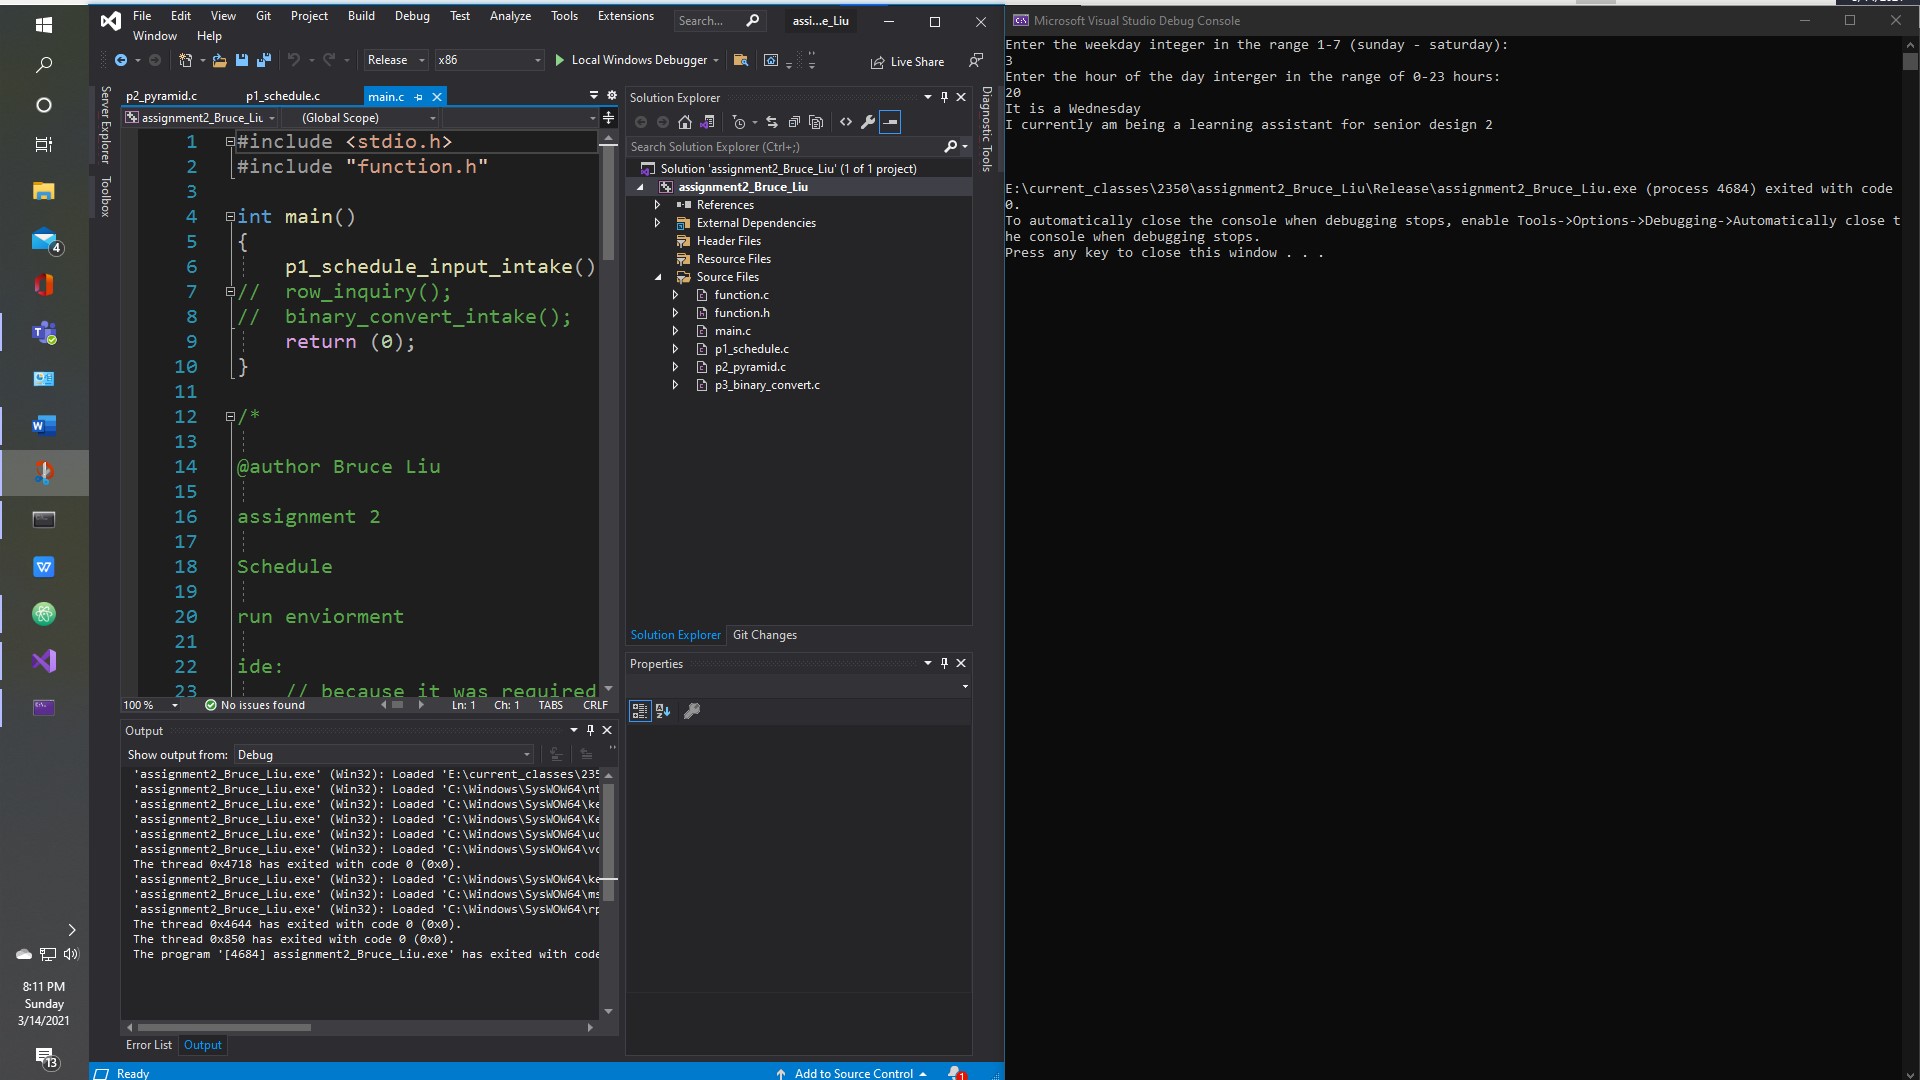 File Edit View Git Project Build Debug Test Analyze Tools Extensions Search... assi...e_Liu
Window Help
Release x86 Local Windows Debugger Live Share
Server Explorer
Toolbox
p2_pyramid.c p1_schedule.c main.c
assignment2_Bruce_Liu (Global Scope)
1 #include <stdio.h>
2 #include "function.h"
3
4 int main()
5 {
6 p1_schedule_input_intake()
7 // row_inquiry();
8 // binary_convert_intake();
9 return (0);
10 }
11
12 /*
13
14 @author Bruce Liu
15
16 assignment 2
17
18 Schedule
19
20 run enviorment
21
22 ide:
23 // because it was required
100 % No issues found Ln: 1 Ch: 1 TABS CRLF
Output
Show output from: Debug
'assignment2_Bruce_Liu.exe' (Win32): Loaded 'E:\current_classes\235
'assignment2_Bruce_Liu.exe' (Win32): Loaded 'C:\Windows\SysWOW64\nt
'assignment2_Bruce_Liu.exe' (Win32): Loaded 'C:\Windows\SysWOW64\ke
'assignment2_Bruce_Liu.exe' (Win32): Loaded 'C:\Windows\SysWOW64\Ke
'assignment2_Bruce_Liu.exe' (Win32): Loaded 'C:\Windows\SysWOW64\uc
'assignment2_Bruce_Liu.exe' (Win32): Loaded 'C:\Windows\SysWOW64\vc
The thread 0x4718 has exited with code 0 (0x0).
'assignment2_Bruce_Liu.exe' (Win32): Loaded 'C:\Windows\SysWOW64\ke
'assignment2_Bruce_Liu.exe' (Win32): Loaded 'C:\Windows\SysWOW64\ms
'assignment2_Bruce_Liu.exe' (Win32): Loaded 'C:\Windows\SysWOW64\rp
The thread 0x4644 has exited with code 0 (0x0).
The thread 0x850 has exited with code 0 (0x0).
The program '[4684] assignment2_Bruce_Liu.exe' has exited with code
Error List Output
Ready Add to Source Control 1
Solution Explorer
Search Solution Explorer (Ctrl+;)
Solution 'assignment2_Bruce_Liu' (1 of 1 project)
assignment2_Bruce_Liu
References
External Dependencies
Header Files
Resource Files
Source Files
function.c
function.h
main.c
p1_schedule.c
p2_pyramid.c
p3_binary_convert.c
Solution Explorer Git Changes
Properties
Diagnostic Tools
Microsoft Visual Studio Debug Console
Enter the weekday integer in the range 1-7 (sunday - saturday):
3
Enter the hour of the day interger in the range of 0-23 hours:
20
It is a Wednesday
I currently am being a learning assistant for senior design 2
E:\current_classes\2350\assignment2_Bruce_Liu\Release\assignment2_Bruce_Liu.exe (process 4684) exited with code
0.
To automatically close the console when debugging stops, enable Tools->Options->Debugging->Automatically close t
he console when debugging stops.
Press any key to close this window . . .
4
8:11 PM
Sunday
3/14/2021
13